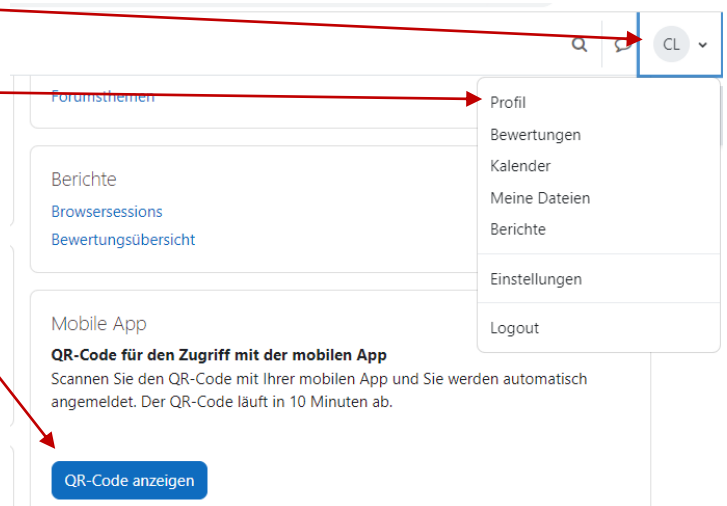 CL
Forumsthemen
Profil
Bewertungen
Kalender
Meine Dateien
Berichte
Einstellungen
Logout
Berichte
Browsersessions
Bewertungsübersicht
Mobile App
QR-Code für den Zugriff mit der mobilen App
Scannen Sie den QR-Code mit Ihrer mobilen App und Sie werden automatisch
angemeldet. Der QR-Code läuft in 10 Minuten ab.
QR-Code anzeigen